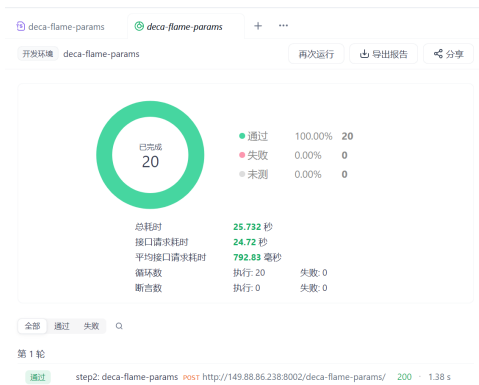 deca-flame-params
deca-flame-params
开发环境 deca-flame-params 再次运行 导出报告 分享
已完成
20
通过 100.00% 20
失败 0.00% 0
未测 0.00% 0
总耗时 25.732 秒
接口请求耗时 24.72 秒
平均接口请求耗时 792.83 毫秒
循环数 执行: 20 失败: 0
断言数 执行: 0 失败: 0
全部 通过 失败
第 1 轮
通过 step2: deca-flame-params POST http://149.88.86.238:8002/deca-flame-params/ 200 · 1.38 s